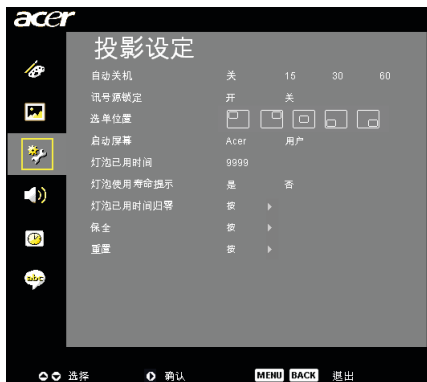 acer
投影设定
自动关机 关 15 30 60
讯号源锁定 开 关
选单位置
启动屏幕 Acer 用户
灯泡已用时间 9999
灯泡使用寿命提示 是 否
灯泡已用时间归零 按
保全 按
重置 按
abc
选择 确认 MENU BACK 退出